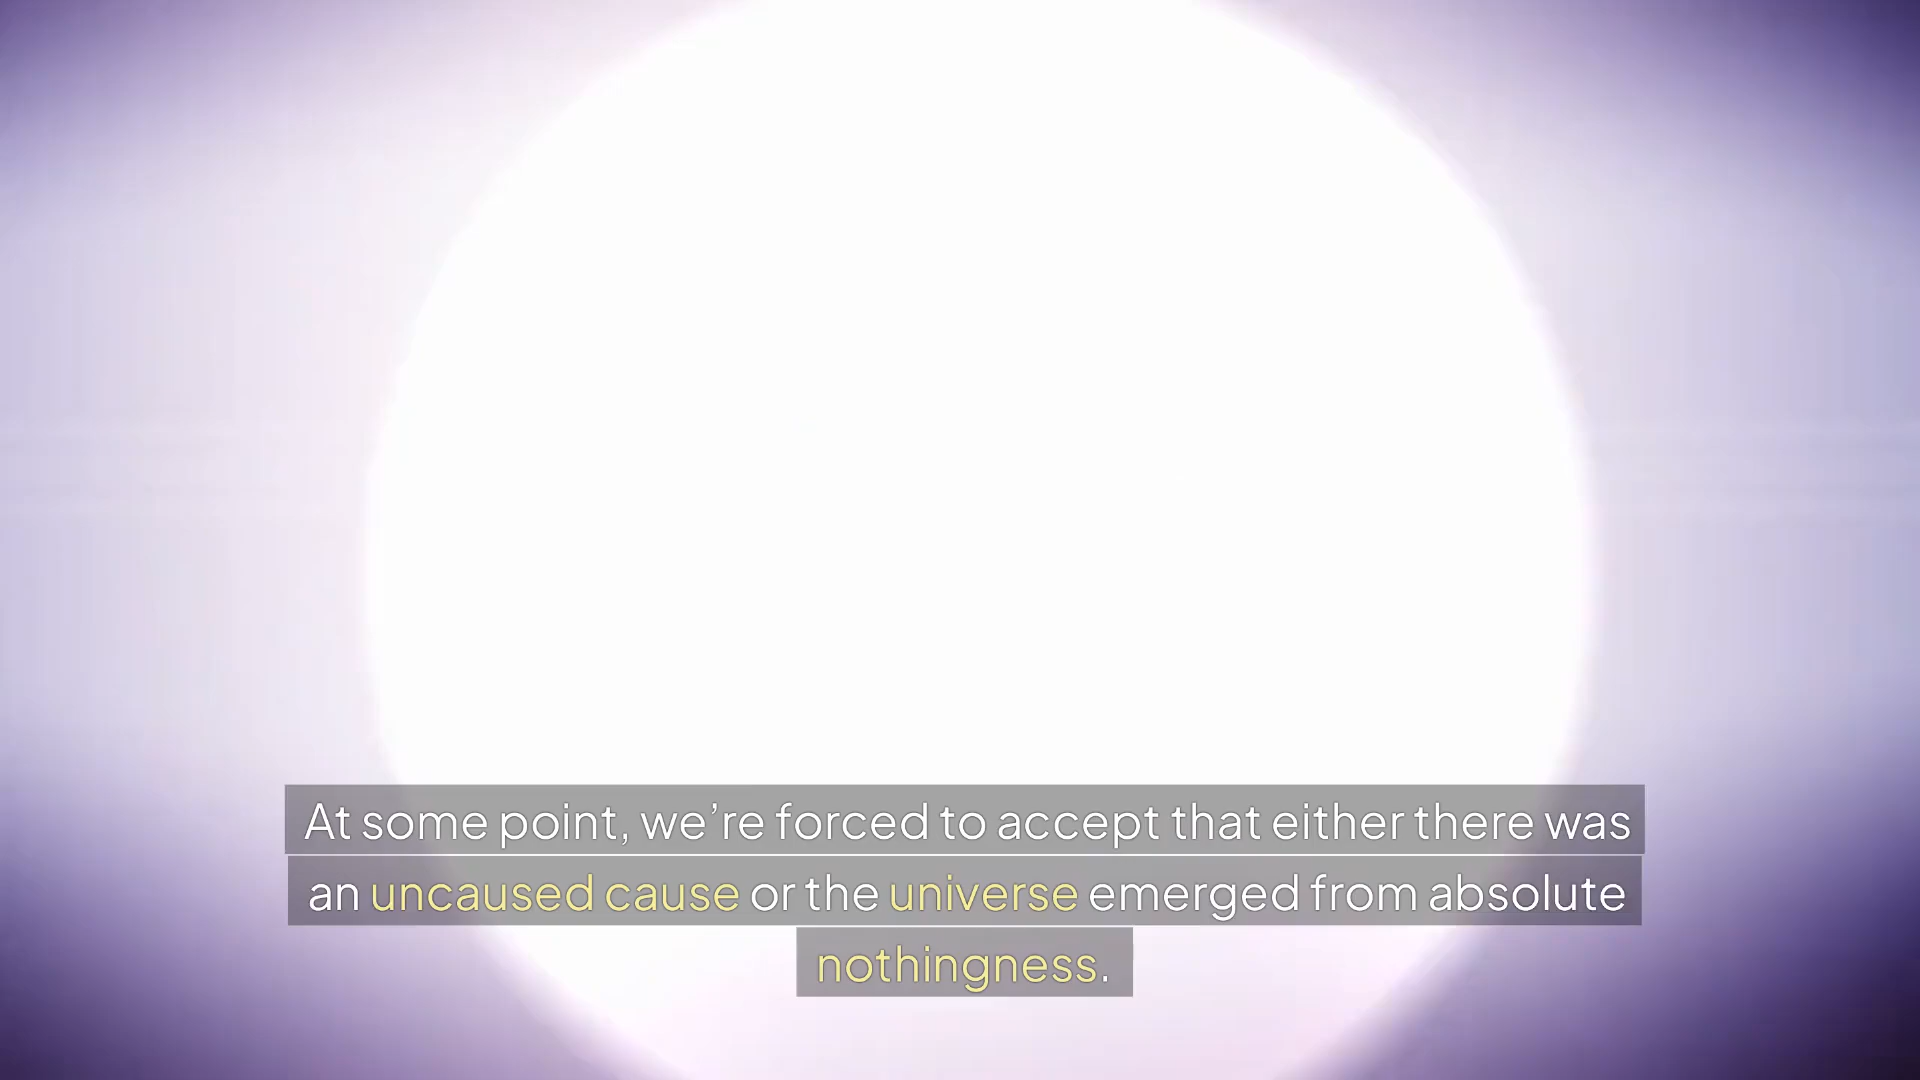 At some point, we’re forced to accept that either there was
an uncaused cause or the universe emerged from absolute
nothingness.